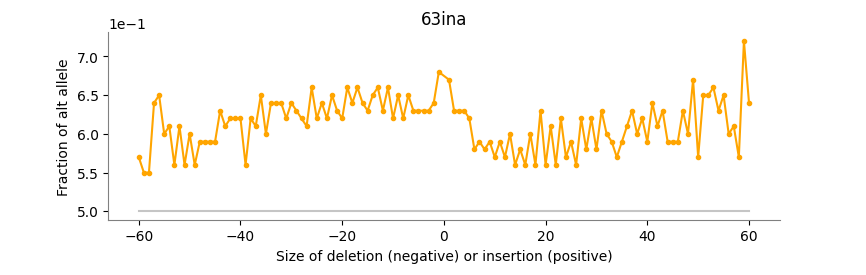 63ina
1e−1
7.0
6.5
6.0
5.5
5.0
Fraction of alt allele
−60 −40 −20 0 20 40 60
Size of deletion (negative) or insertion (positive)